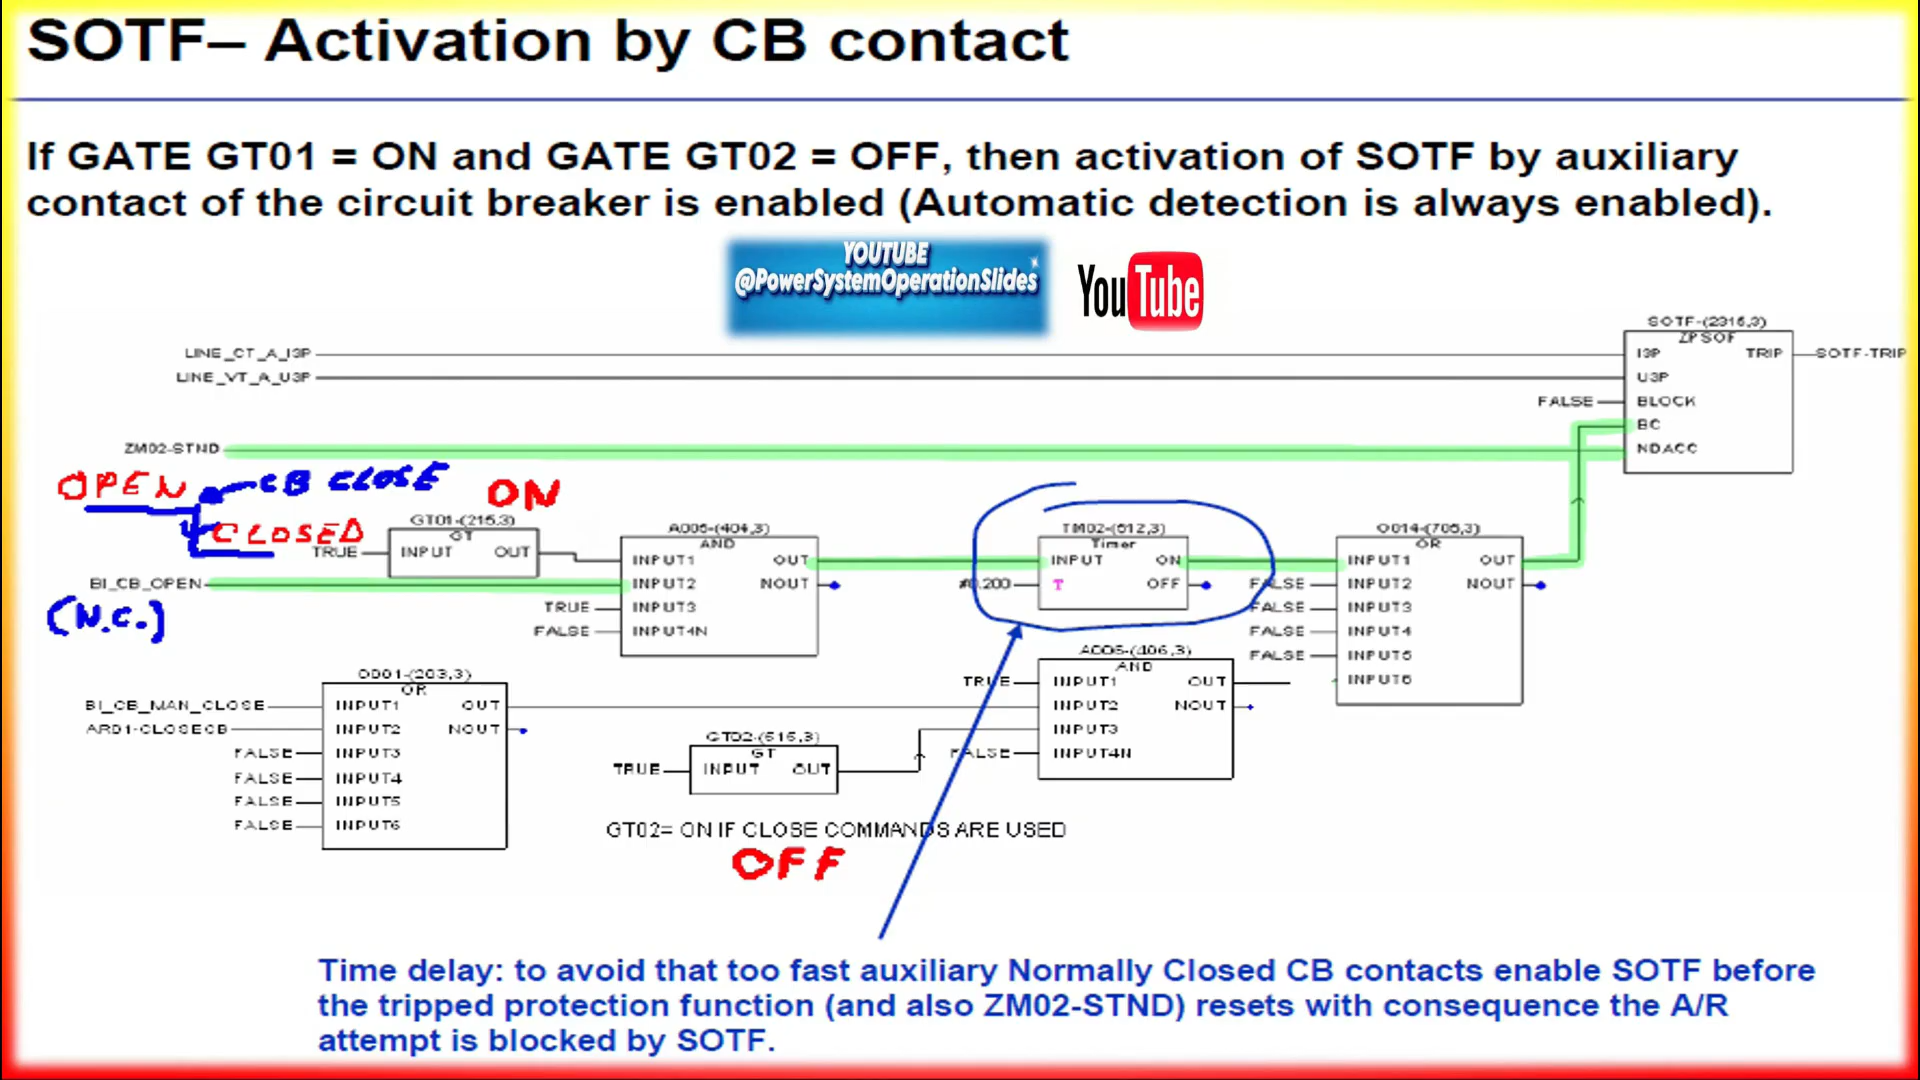 SOTF– Activation by CB contact
If GATE GT01 = ON and GATE GT02 = OFF, then activation of SOTF by auxiliary
contact of the circuit breaker is enabled (Automatic detection is always enabled).
YOUTUBE
@PowerSystemOperationSlides
YouTube
SOTF-(2315,3)
ZPSOF
LINE_CT_A_I3P
I3P
TRIP
SOTF-TRIP
LINE_VT_A_U3P
U3P
FALSE
BLOCK
BC
ZM02-STND
NDACC
OPEN
CB CLOSE
ON
CLOSED
GT01-(215,3)
GT
TRUE
INPUT
OUT
A005-(404,3)
AND
INPUT1
OUT
BI_CB_OPEN
INPUT2
NOUT
TRUE
INPUT3
FALSE
INPUT4N
(N.C.)
TM02-(612,3)
Timer
INPUT
ON
#0.200
T
OFF
O014-(705,3)
OR
INPUT1
OUT
FALSE
INPUT2
NOUT
FALSE
INPUT3
FALSE
INPUT4
FALSE
INPUT5
INPUT6
O001-(203,3)
OR
BI_CB_MAN_CLOSE
INPUT1
OUT
AR01-CLOSECB
INPUT2
NOUT
FALSE
INPUT3
FALSE
INPUT4
FALSE
INPUT5
FALSE
INPUT6
A006-(406,3)
AND
TRUE
INPUT1
OUT
INPUT2
NOUT
INPUT3
FALSE
INPUT4N
GT02-(515,3)
GT
TRUE
INPUT
OUT
GT02= ON IF CLOSE COMMANDS ARE USED
OFF
Time delay: to avoid that too fast auxiliary Normally Closed CB contacts enable SOTF before
the tripped protection function (and also ZM02-STND) resets with consequence the A/R
attempt is blocked by SOTF.